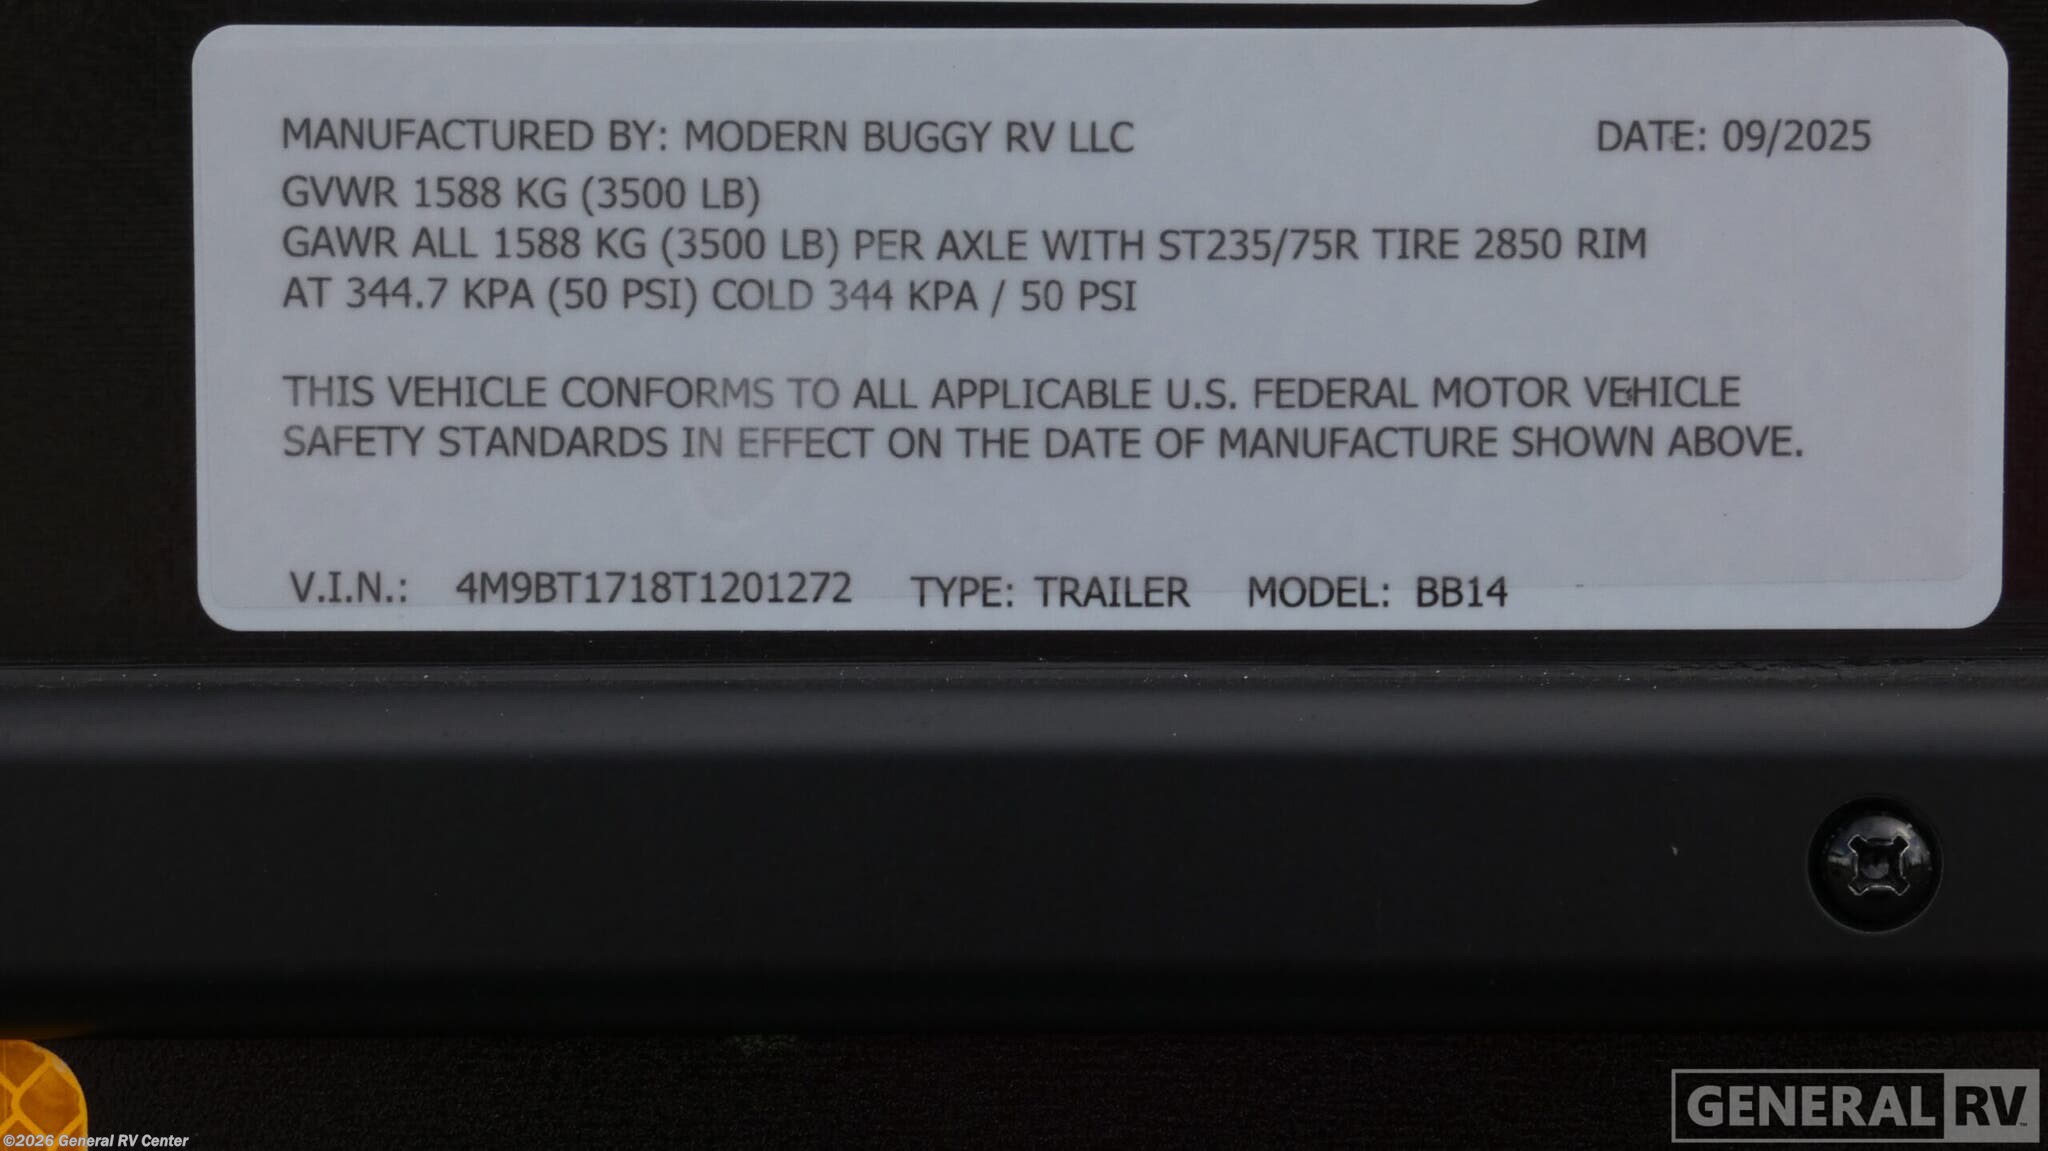 MANUFACTURED BY: MODERN BUGGY RV LLC DATE: 09/2025
GVWR 1588 KG (3500 LB)
GAWR ALL 1588 KG (3500 LB) PER AXLE WITH ST235/75R TIRE 2850 RIM
AT 344.7 KPA (50 PSI) COLD 344 KPA / 50 PSI
THIS VEHICLE CONFORMS TO ALL APPLICABLE U.S. FEDERAL MOTOR VEHICLE
SAFETY STANDARDS IN EFFECT ON THE DATE OF MANUFACTURE SHOWN ABOVE.
V.I.N.: 4M9BT1718T1201272 TYPE: TRAILER MODEL: BB14
GENERAL RV
©2026 General RV Center